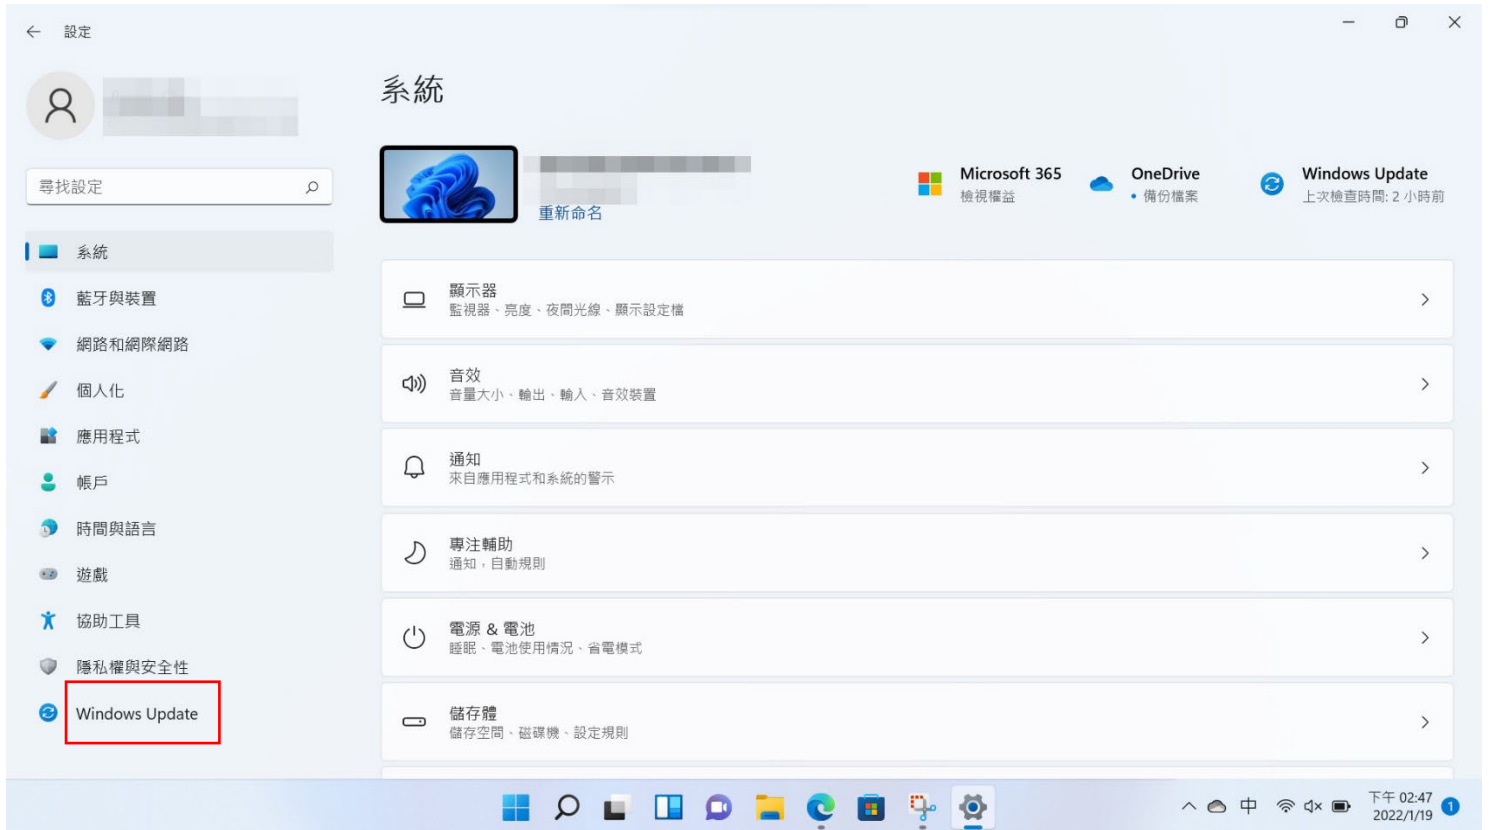 設定
系統
重新命名
Microsoft 365
檢視權益
OneDrive
• 備份檔案
Windows Update
上次檢查時間: 2 小時前
尋找設定
系統
藍牙與裝置
網路和網際網路
個人化
應用程式
帳戶
時間與語言
遊戲
協助工具
隱私權與安全性
Windows Update
顯示器
監視器、亮度、夜間光線、顯示設定檔
音效
音量大小、輸出、輸入、音效裝置
通知
來自應用程式和系統的警示
專注輔助
通知，自動規則
電源 & 電池
睡眠、電池使用情況、省電模式
儲存體
儲存空間、磁碟機、設定規則
中
下午 02:47
2022/1/19
1